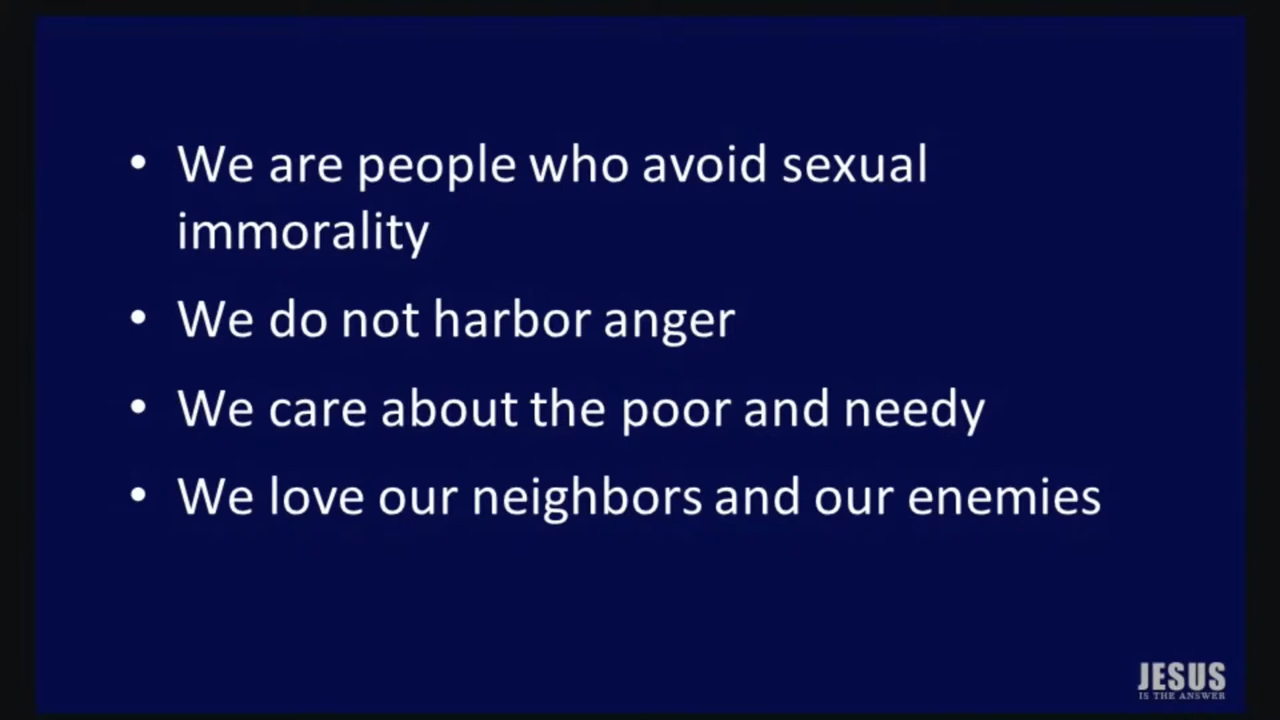 • We are people who avoid sexual
immorality
• We do not harbor anger
• We care about the poor and needy
• We love our neighbors and our enemies
JESUS
IS THE ANSWER